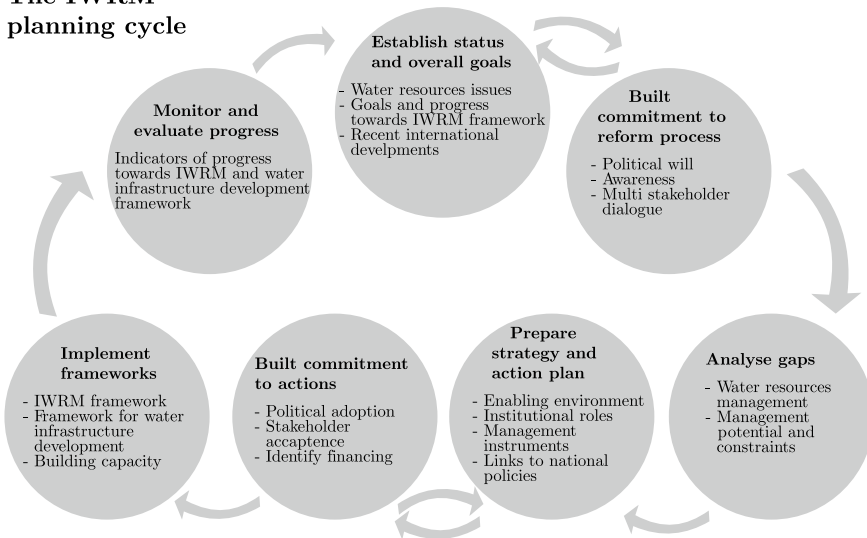 The IWRM
planning cycle
Establish status
and overall goals
- Water resources issues
- Goals and progress
towards IWRM framework
- Recent international
develpments
Built
commitment to
reform process
- Political will
- Awareness
- Multi stakeholder
dialogue
Analyse gaps
- Water resources
management
- Management
potential and
constraints
Prepare
strategy and
action plan
- Enabling environment
- Institutional roles
- Management
instruments
- Links to national
policies
Built commitment
to actions
- Political adoption
- Stakeholder
accaptence
- Identify financing
Implement
frameworks
- IWRM framework
- Framework for water
infrastructure
development
- Building capacity
Monitor and
evaluate progress
Indicators of progress
towards IWRM and water
infrastructure development
framework